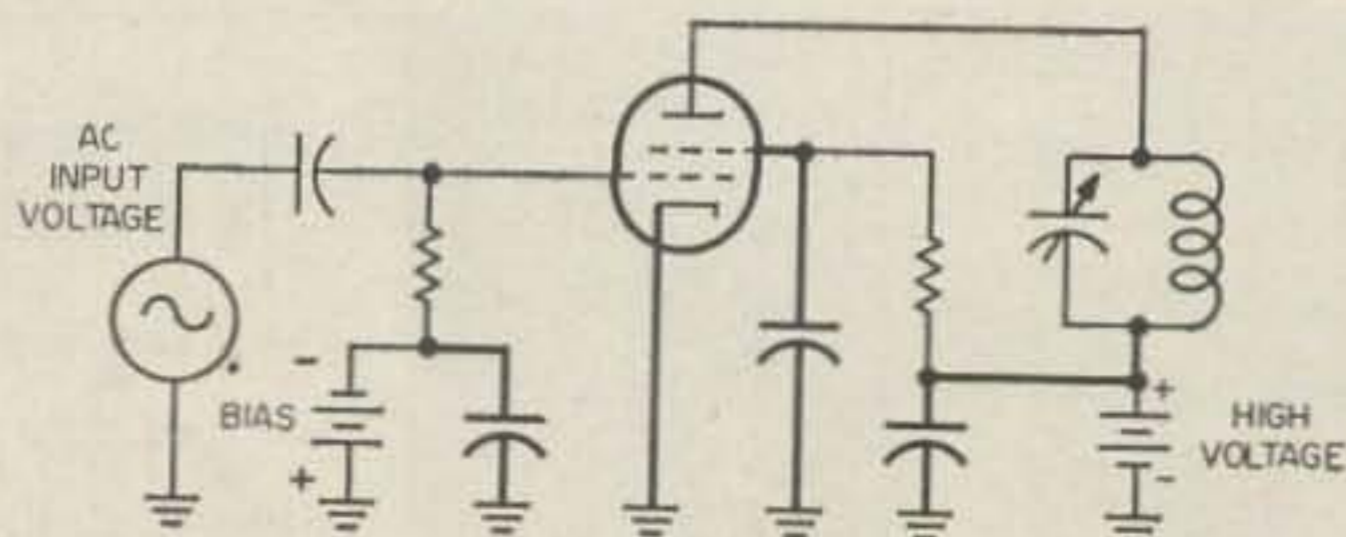 AC
INPUT
VOLTAGE
-
BIAS
+
+
HIGH
VOLTAGE
-